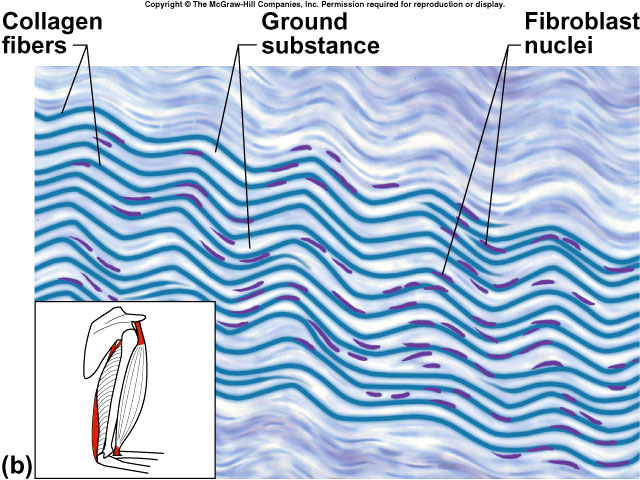 Copyright © The McGraw-Hill Companies, Inc. Permission required for reproduction or display.
Collagen
fibers
Ground
substance
Fibroblast
nuclei
(b)